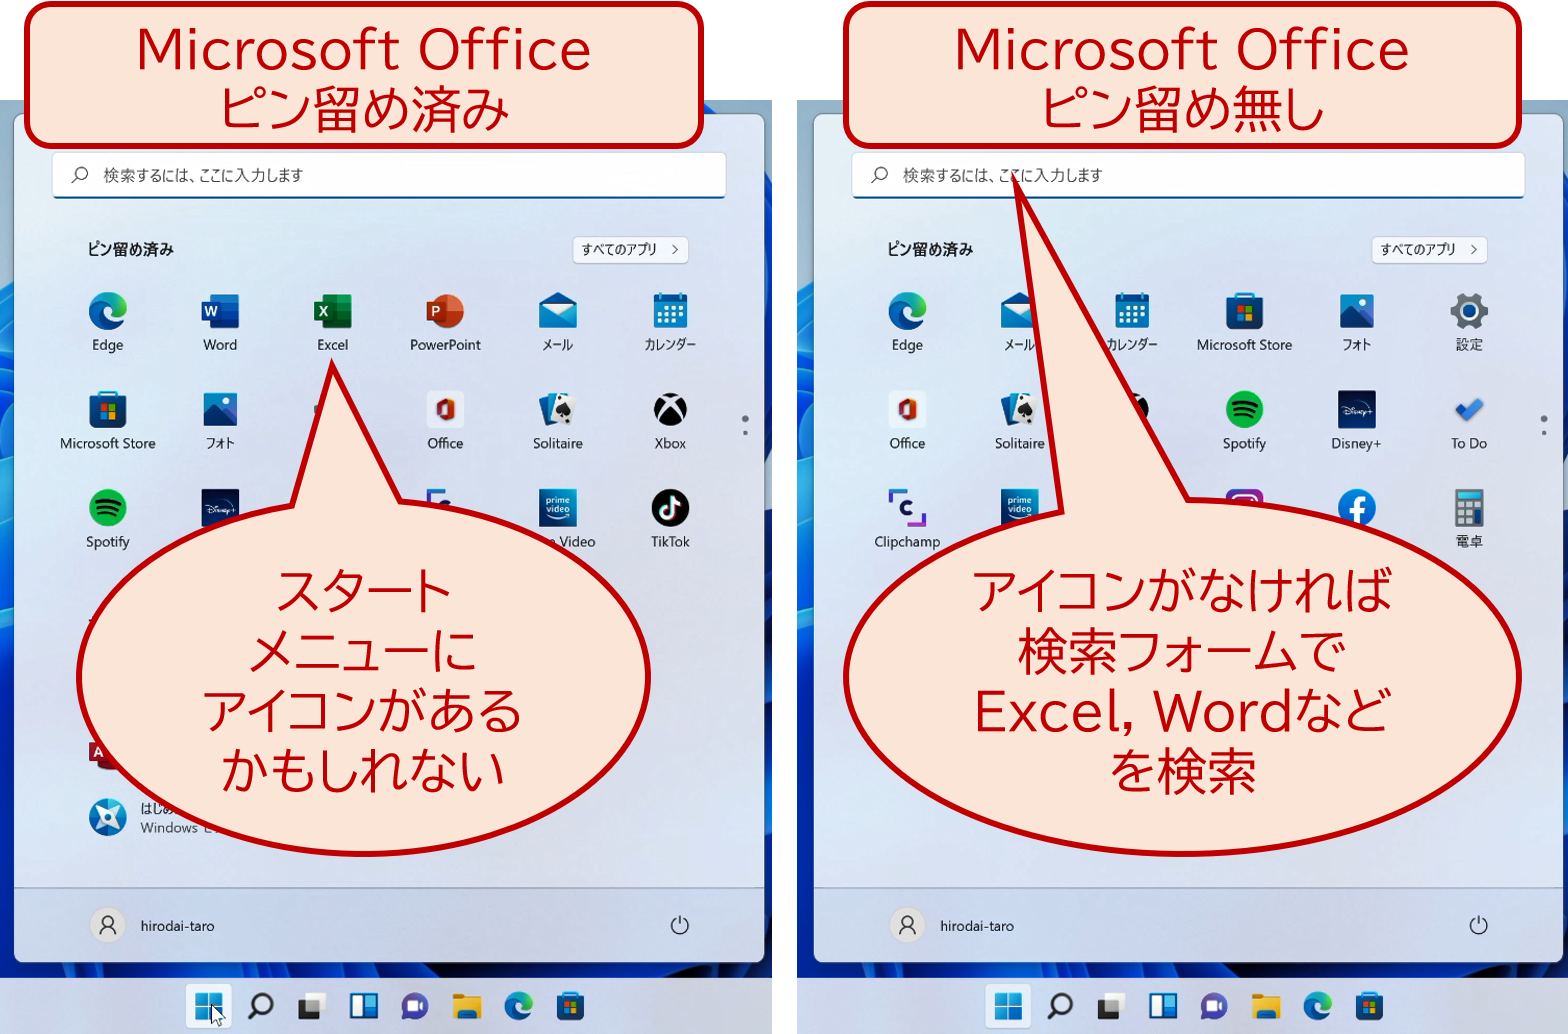 Microsoft Office
ピン留め済み
検索するには、ここに入力します
ピン留め済み
すべてのアプリ
Edge
Word
Excel
PowerPoint
メール
カレンダー
Microsoft Store
フォト
Office
Solitaire
Xbox
Spotify
Disney+
prime video
Video
TikTok
スタート
メニューに
アイコンがある
かもしれない
はじめ
Windows
hirodai-taro
Microsoft Office
ピン留め無し
検索するには、ここに入力します
ピン留め済み
すべてのアプリ
Edge
メール
カレンダー
Microsoft Store
フォト
設定
Office
Solitaire
Spotify
Disney+
Disney+
To Do
Clipchamp
prime video
電卓
アイコンがなければ
検索フォームで
Excel, Wordなど
を検索
hirodai-taro